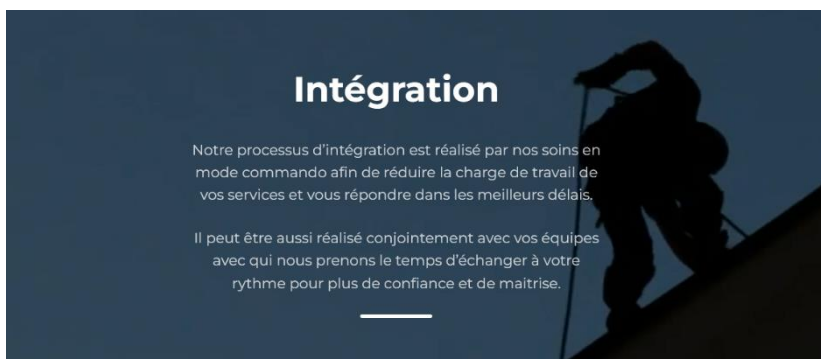 Intégration
Notre processus d'intégration est réalisé par nos soins en
mode commando afin de réduire la charge de travail de
vos services et vous répondre dans les meilleurs délais.
Il peut être aussi réalisé conjointement avec vos équipes
avec qui nous prenons le temps d'échanger à votre
rythme pour plus de confiance et de maitrise.